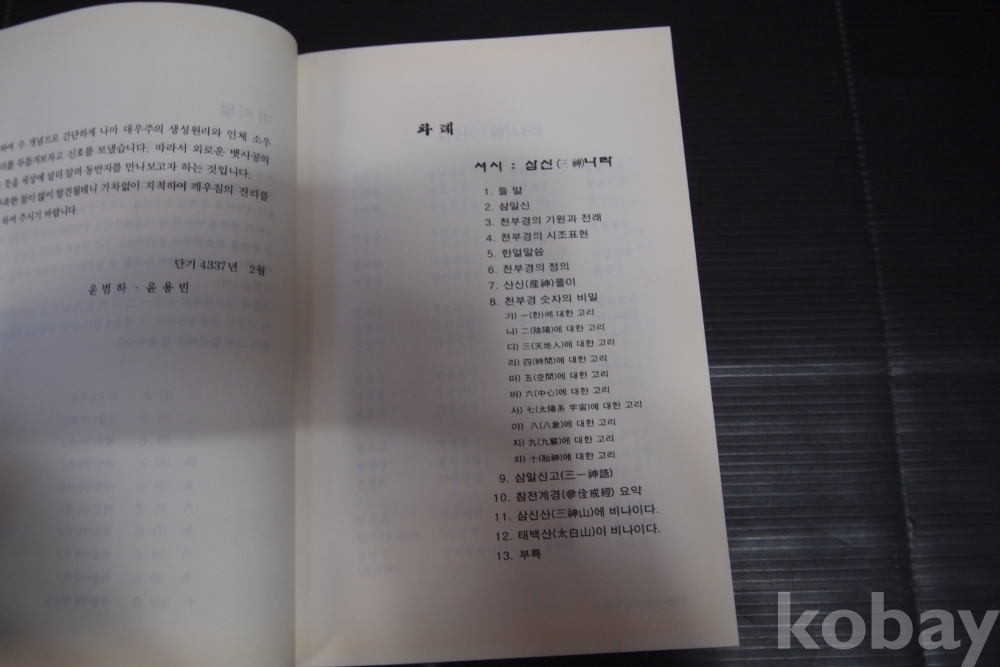 하여 수 개념으로 간단하게 나마 대우주의 생성원리와 인체 소우
리를 두들겨보자고 신호를 보냈습니다. 따라서 외로운 뱃사공의
뜻을 세상에 널리 알려 동반자를 만나보고자 하는 것입니다.
족한 점이 많이 발견될테니 가차없이 지적하여 깨우침의 진리를
하여 주시기 바랍니다.
단기 4337년 2월
윤범하 · 윤용빈
차례
서시 : 삼신(三神)나라
1. 들 말
2. 삼일신
3. 천부경의 기원과 전래
4. 천부경의 시조표현
5. 한얼말씀
6. 천부경의 정의
7. 산신(産神)풀이
8. 천부경 숫자의 비밀
가) 一(한)에 대한 고리
나) 二(陰陽)에 대한 고리
다) 三(天地人)에 대한 고리
라) 四(時間)에 대한 고리
마) 五(空間)에 대한 고리
바) 六(中心)에 대한 고리
사) 七(太陽系 宇宙)에 대한 고리
아) 八(八象)에 대한 고리
자) 九(九竅)에 대한 고리
차) 十(胎神)에 대한 고리
9. 삼일신고(三一神誥)
10. 참전계경(參佺戒經) 요약
11. 삼신산(三神山)에 비나이다.
12. 태백산(太白山)이 비나이다.
13. 부록
kobay